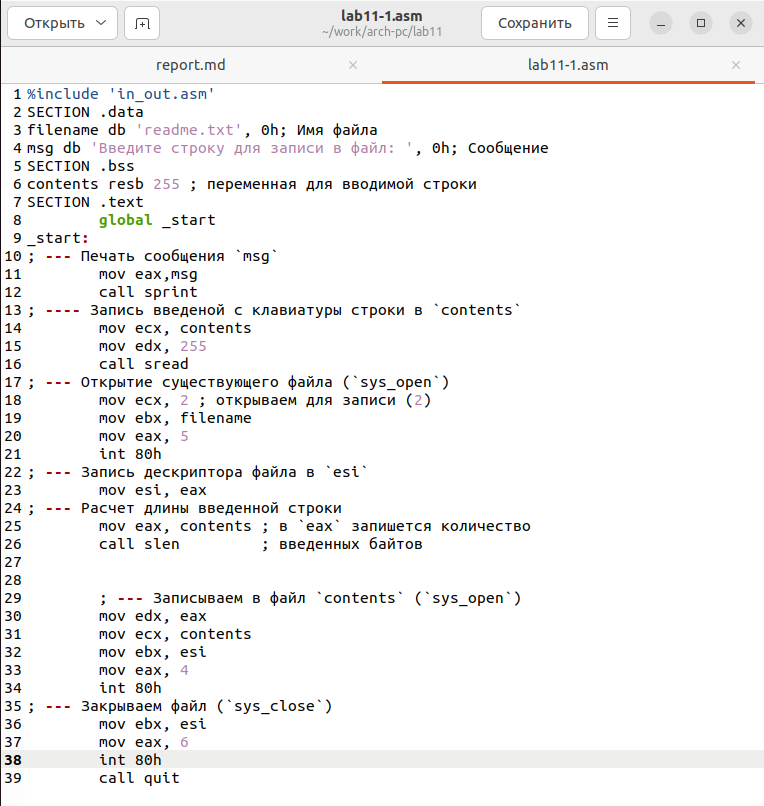 Открыть
lab11-1.asm
~/work/arch-pc/lab11
Сохранить
report.md
lab11-1.asm
1 %include 'in_out.asm'
2 SECTION .data
3 filename db 'readme.txt', 0h; Имя файла
4 msg db 'Введите строку для записи в файл: ', 0h; Сообщение
5 SECTION .bss
6 contents resb 255 ; переменная для вводимой строки
7 SECTION .text
8         global _start
9 _start:
10 ; --- Печать сообщения `msg`
11         mov eax,msg
12         call sprint
13 ; ---- Запись введеной с клавиатуры строки в `contents`
14         mov ecx, contents
15         mov edx, 255
16         call sread
17 ; --- Открытие существующего файла (`sys_open`)
18         mov ecx, 2 ; открываем для записи (2)
19         mov ebx, filename
20         mov eax, 5
21         int 80h
22 ; --- Запись дескриптора файла в `esi`
23         mov esi, eax
24 ; --- Расчет длины введенной строки
25         mov eax, contents ; в `eax` запишется количество
26         call slen         ; введенных байтов
27
28
29         ; --- Записываем в файл `contents` (`sys_open`)
30         mov edx, eax
31         mov ecx, contents
32         mov ebx, esi
33         mov eax, 4
34         int 80h
35 ; --- Закрываем файл (`sys_close`)
36         mov ebx, esi
37         mov eax, 6
38         int 80h
39         call quit